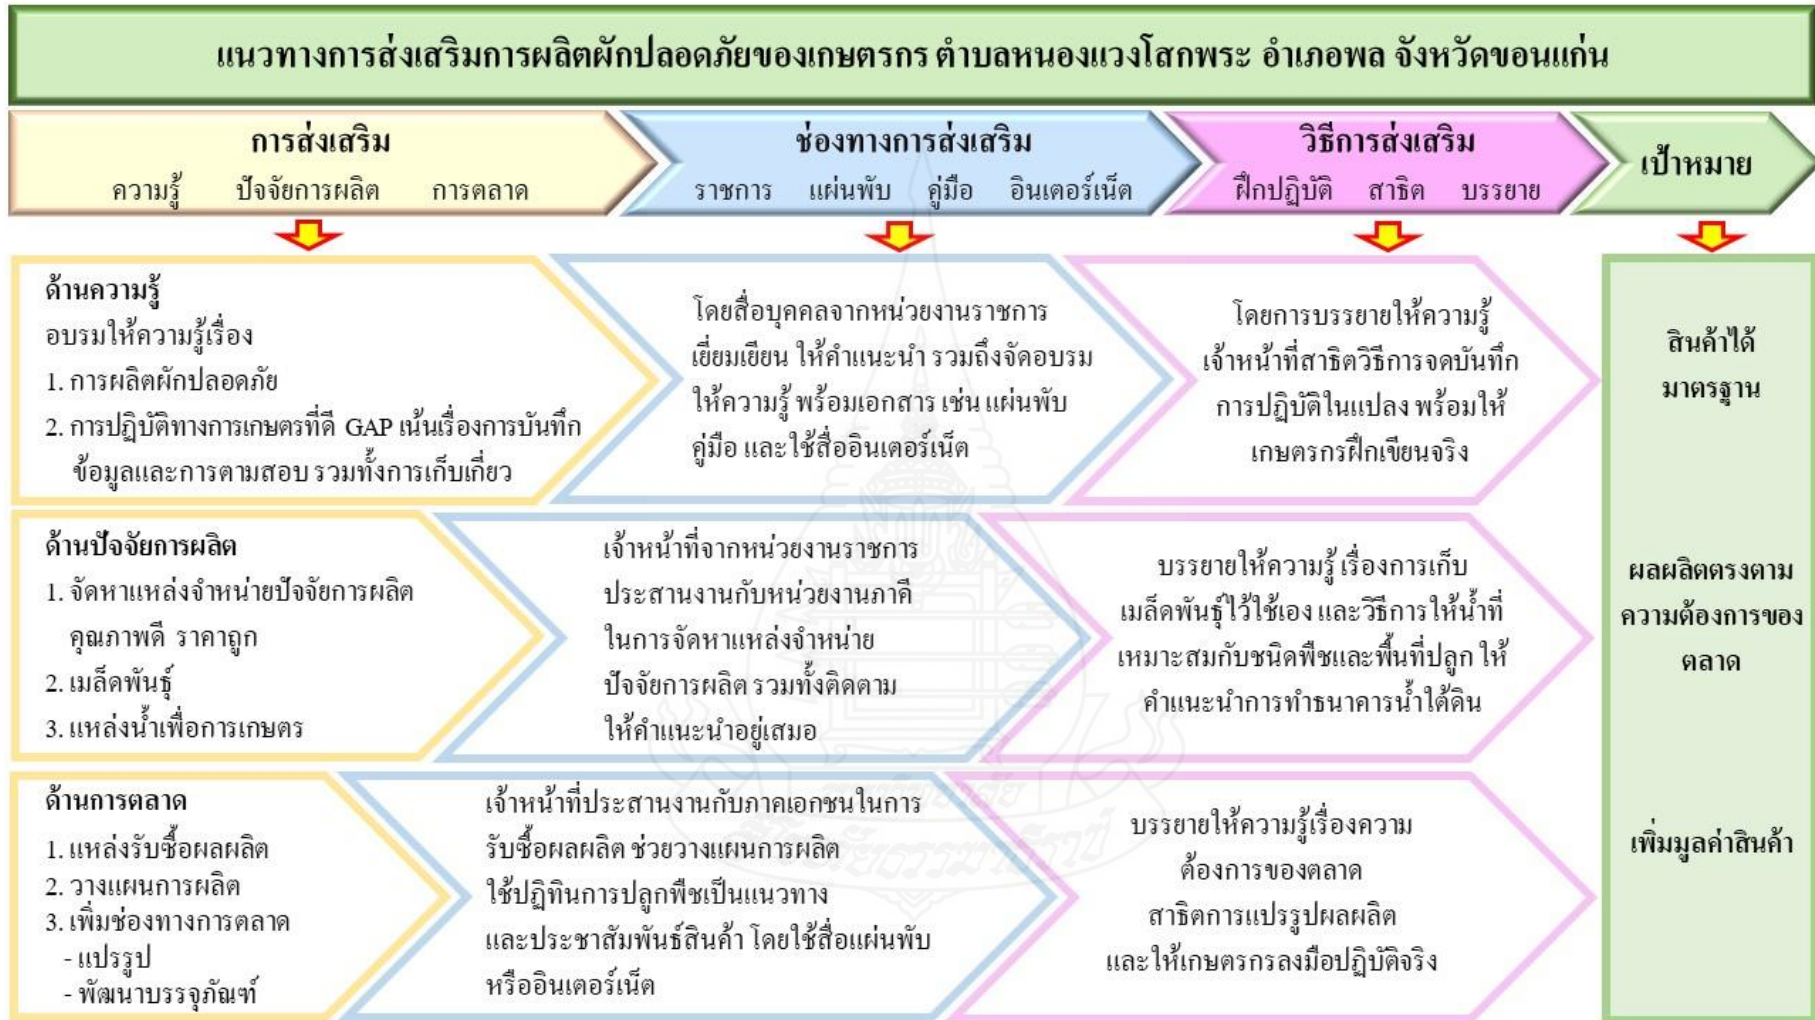 แนวทางการส่งเสริมการผลิตผักปลอดภัยของเกษตรกร ตำบลหนองแวงโสกพระ อำเภอพล จังหวัดขอนแก่น
การส่งเสริม
ความรู้ ปัจจัยการผลิต การตลาด
ช่องทางการส่งเสริม
ราชการ แผ่นพับ คู่มือ อินเตอร์เน็ต
วิธีการส่งเสริม
ฝึกปฏิบัติ สาธิต บรรยาย
เป้าหมาย
ด้านความรู้
อบรมให้ความรู้เรื่อง
1. การผลิตผักปลอดภัย
2. การปฏิบัติทางการเกษตรที่ดี GAP เน้นเรื่องการบันทึก
ข้อมูลและการตามสอบ รวมทั้งการเก็บเกี่ยว
โดยสื่อบุคคลจากหน่วยงานราชการ
เยี่ยมเยียน ให้คำแนะนำ รวมถึงจัดอบรม
ให้ความรู้ พร้อมเอกสาร เช่น แผ่นพับ
คู่มือ และใช้สื่ออินเตอร์เน็ต
โดยการบรรยายให้ความรู้
เจ้าหน้าที่สาธิตวิธีการจดบันทึก
การปฏิบัติในแปลง พร้อมให้
เกษตรกรฝึกเขียนจริง
สินค้าได้
มาตรฐาน
ด้านปัจจัยการผลิต
1. จัดหาแหล่งจำหน่ายปัจจัยการผลิต
คุณภาพดี ราคาถูก
2. เมล็ดพันธุ์
3. แหล่งน้ำเพื่อการเกษตร
เจ้าหน้าที่จากหน่วยงานราชการ
ประสานงานกับหน่วยงานภาคี
ในการจัดหาแหล่งจำหน่าย
ปัจจัยการผลิต รวมทั้งติดตาม
ให้คำแนะนำอยู่เสมอ
บรรยายให้ความรู้ เรื่องการเก็บ
เมล็ดพันธุ์ไว้ใช้เอง และวิธีการให้น้ำที่
เหมาะสมกับชนิดพืชและพื้นที่ปลูก ให้
คำแนะนำการทำธนาคารน้ำใต้ดิน
ผลผลิตตรงตาม
ความต้องการของ
ตลาด
ด้านการตลาด
1. แหล่งรับซื้อผลผลิต
2. วางแผนการผลิต
3. เพิ่มช่องทางการตลาด
- แปรรูป
- พัฒนาบรรจุภัณฑ์
เจ้าหน้าที่ประสานงานกับภาคเอกชนในการ
รับซื้อผลผลิต ช่วยวางแผนการผลิต
ใช้ปฏิทินการปลูกพืชเป็นแนวทาง
และประชาสัมพันธ์สินค้า โดยใช้สื่อแผ่นพับ
หรืออินเตอร์เน็ต
บรรยายให้ความรู้เรื่องความ
ต้องการของตลาด
สาธิตการแปรรูปผลผลิต
และให้เกษตรกรลงมือปฏิบัติจริง
เพิ่มมูลค่าสินค้า